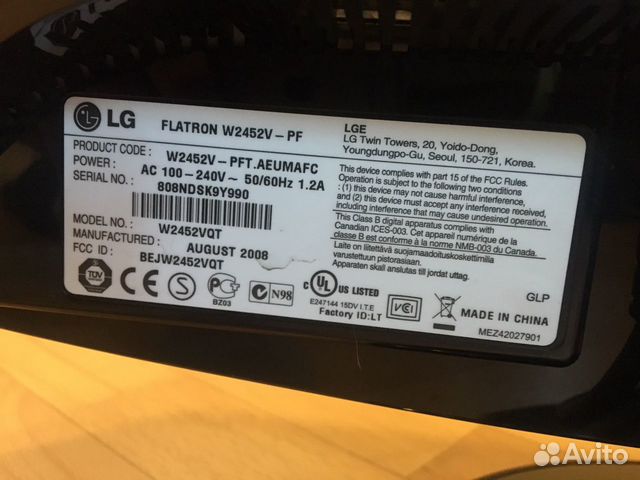 LG FLATRON W2452V-PF
PRODUCT CODE: W2452V-PFT.AEUMAFC
POWER: AC 100-240V~ 50/60Hz 1.2A
SERIAL NO.: 808NDSK9Y990
MODEL NO.: W2452VQT
MANUFACTURED: AUGUST 2008
FCC ID: BEJW2452VQT
LGE
LG Twin Towers, 20, Yoido-Dong,
Youngdungpo-Gu, Seoul, 150-721, Korea.
This device complies with part 15 of the FCC Rules.
Operation is subject to the following two conditions
: (1) this device may not cause harmful interference,
and (2) this device must accept any interference received,
including interference that may cause undesired operation.
This Class B digital apparatus complies with
Canadian ICES-003. Cet appareil numérique de la
classe B est conforme à la norme NMB-003 du Canada.
Laite on liitettävä suojamaadoituskoskettimilla
varustettuun pistorasiaan.
Apparaten skall anslutas till jordat uttag.
TÜV
CE
S
BZ03
N98
c UL US LISTED
E247144 15DV I.T.E
Factory ID:LT
VCCI
GLP
MADE IN CHINA
MEZ42027901
Avito